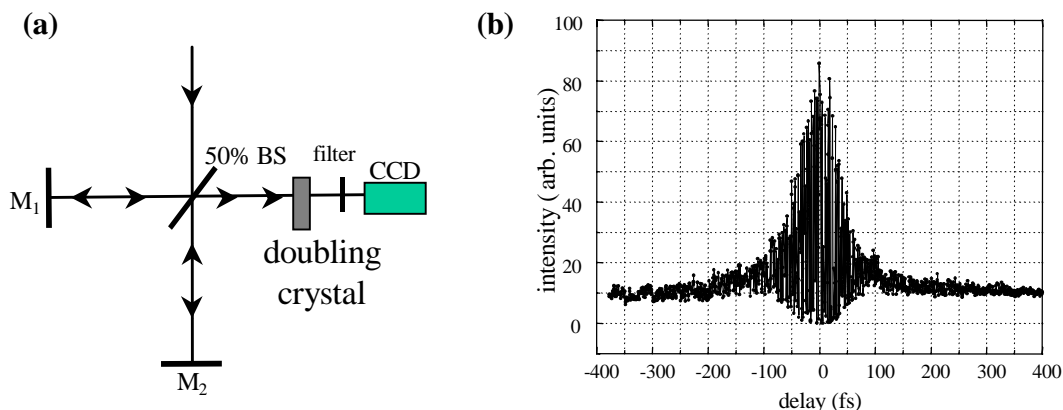 (a)
50% BS
filter
CCD
M1
doubling
crystal
M2
(b)
intensity ( arb. units)
100
80
60
40
20
0
-400 -300 -200 -100 0 100 200 300 400
delay (fs)